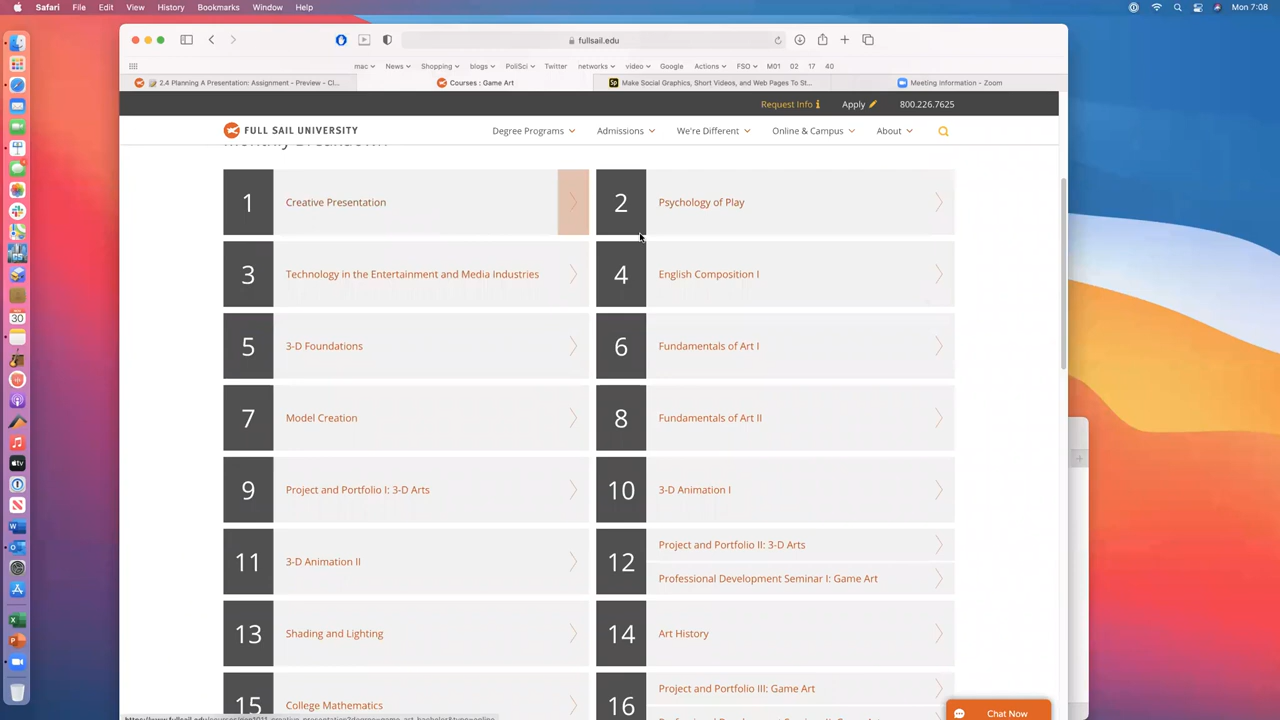 Safari File Edit View History Bookmarks Window Help Mon 7:08
fullsail.edu
mac News Shopping blogs PoliSci Twitter networks video Google Actions FSO M01 02 17 40
2.4 Planning A Presentation: Assignment - Preview - Cl... Courses : Game Art Make Social Graphics, Short Videos, and Web Pages To St... Meeting Information - Zoom
Request Info Apply 800.226.7625
FULL SAIL UNIVERSITY Degree Programs Admissions We're Different Online & Campus About
Monthly Breakdown
1 Creative Presentation
2 Psychology of Play
3 Technology in the Entertainment and Media Industries
4 English Composition I
5 3-D Foundations
6 Fundamentals of Art I
7 Model Creation
8 Fundamentals of Art II
9 Project and Portfolio I: 3-D Arts
10 3-D Animation I
11 3-D Animation II
12 Project and Portfolio II: 3-D Arts
Professional Development Seminar I: Game Art
13 Shading and Lighting
14 Art History
15 College Mathematics
16 Project and Portfolio III: Game Art
Chat Now